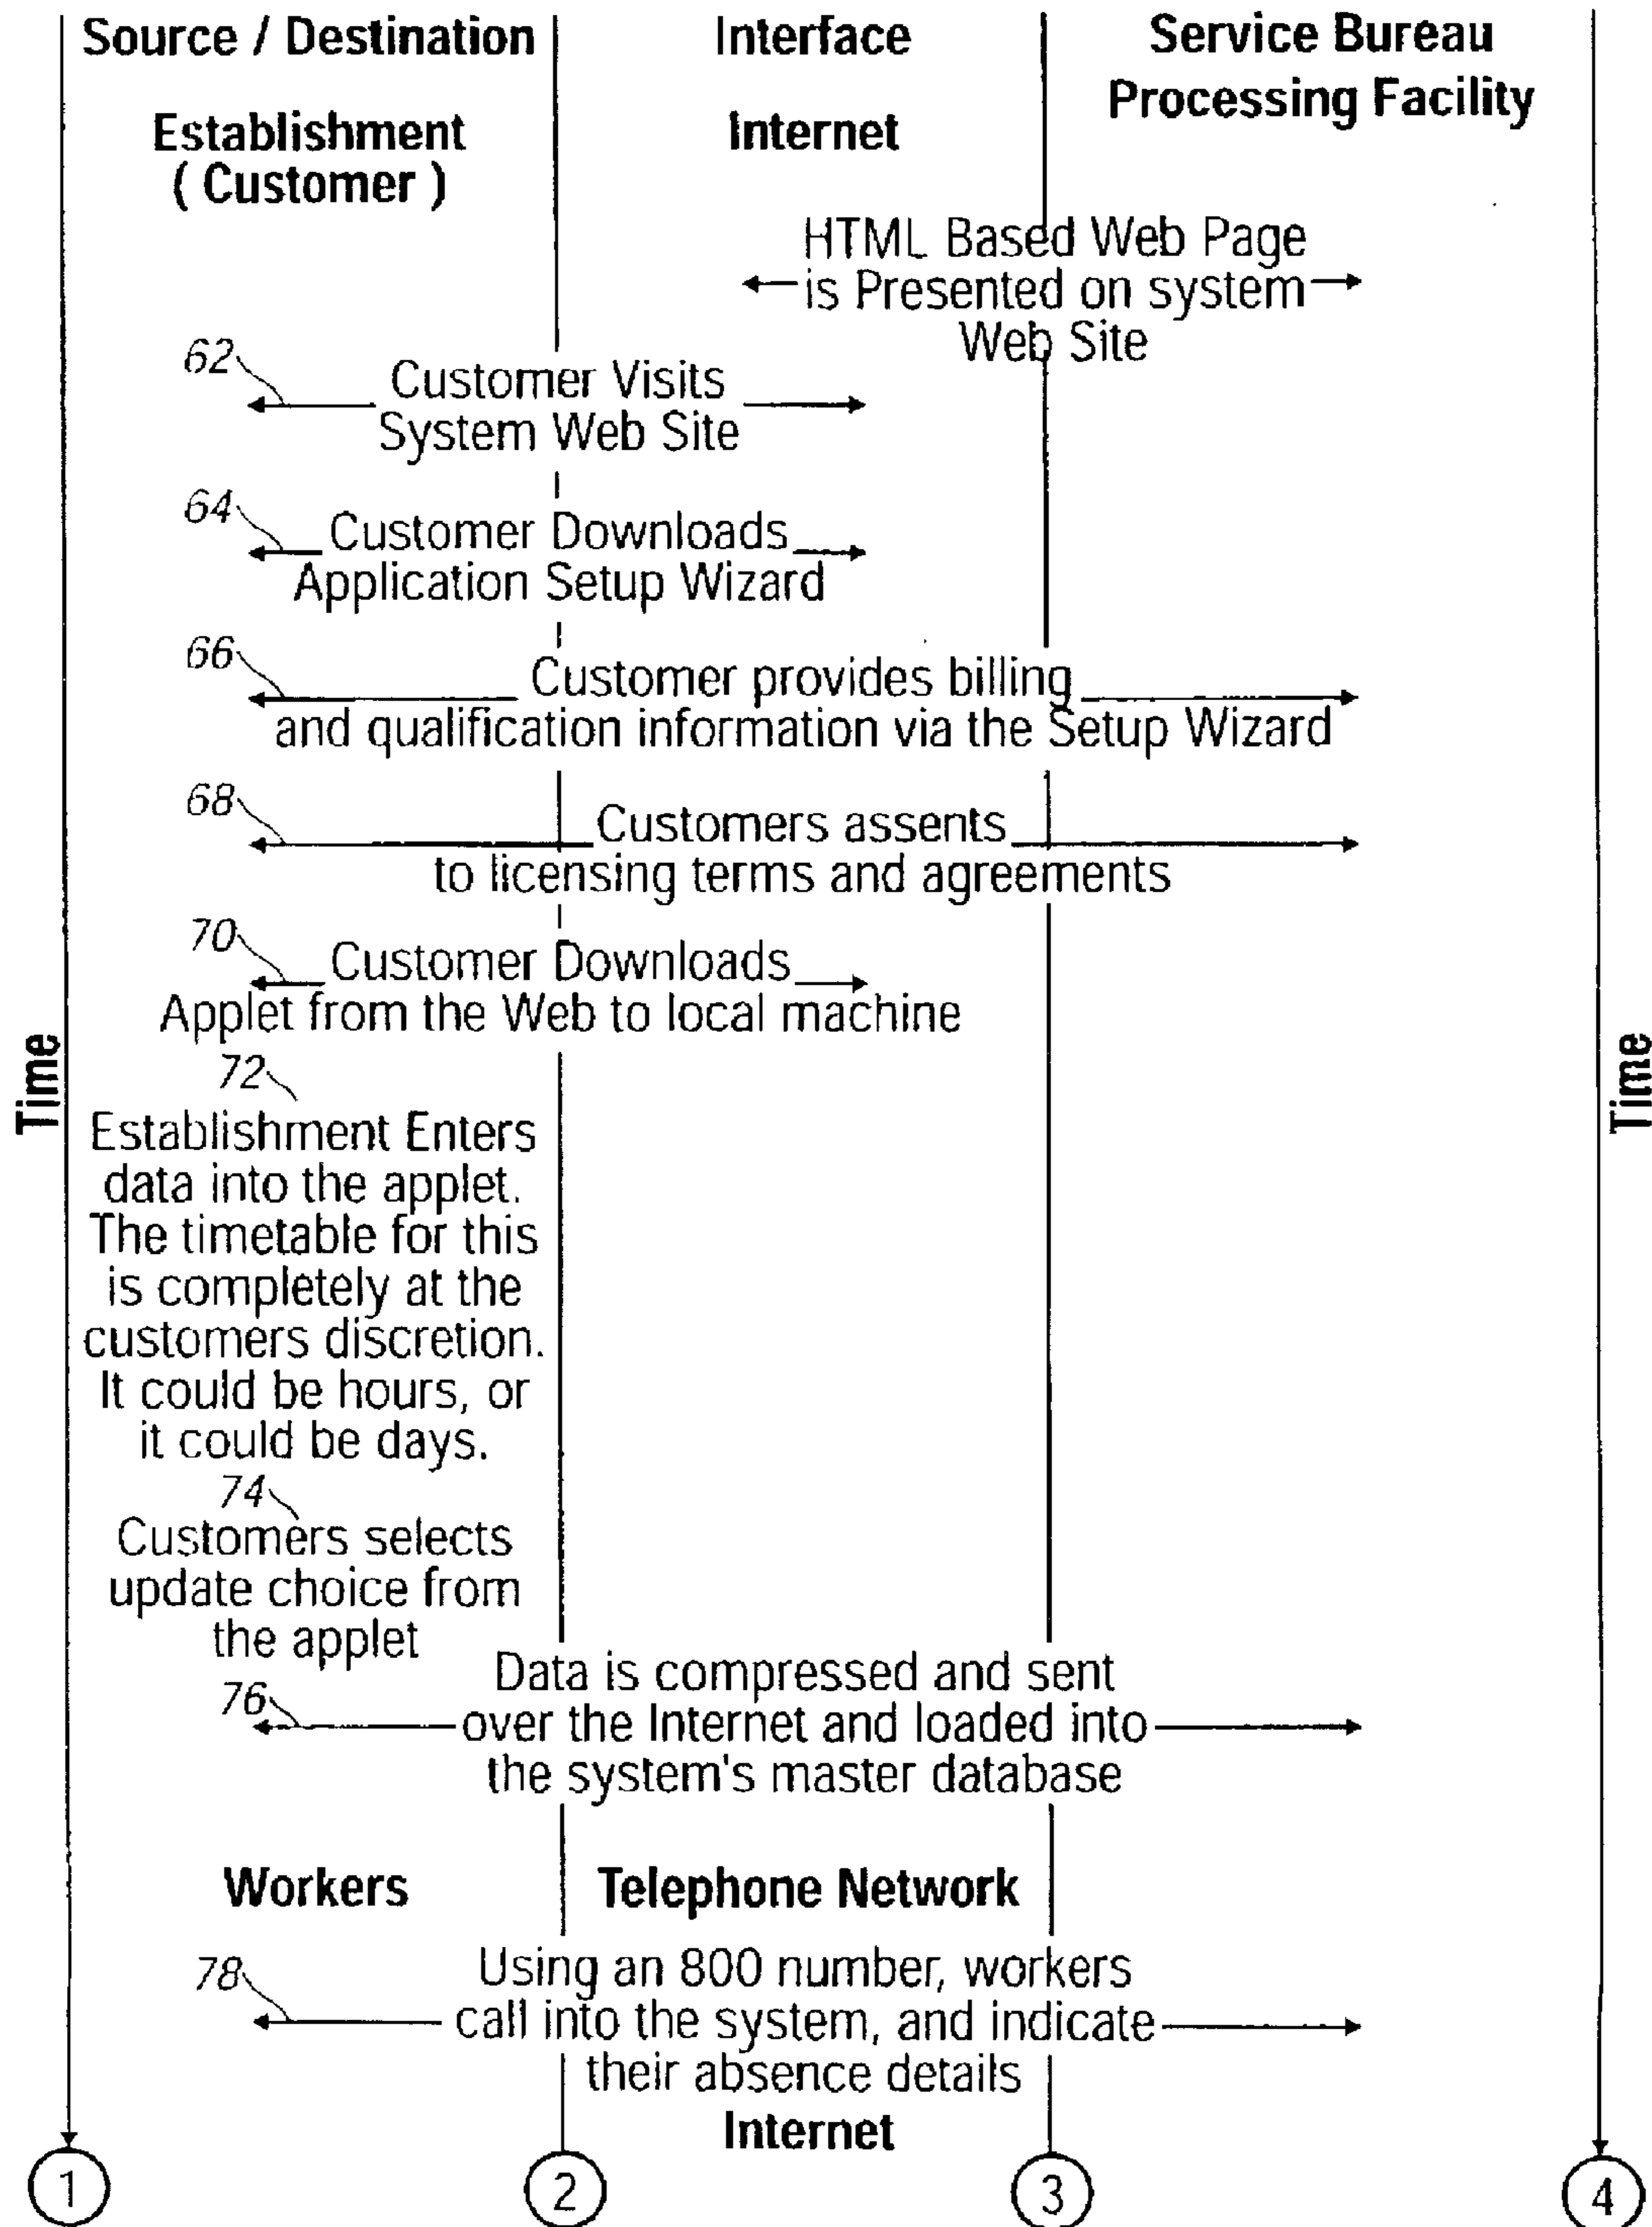 Source / Destination
Interface
Service Bureau
Processing Facility
Establishment
( Customer )
Internet
HTML Based Web Page
is Presented on system
Web Site
62
Customer Visits
System Web Site
64
Customer Downloads
Application Setup Wizard
66
Customer provides billing
and qualification information via the Setup Wizard
68
Customers assents
to licensing terms and agreements
70
Customer Downloads
Applet from the Web to local machine
Time
Time
72
Establishment Enters
data into the applet.
The timetable for this
is completely at the
customers discretion.
It could be hours, or
it could be days.
74
Customers selects
update choice from
the applet
76
Data is compressed and sent
over the Internet and loaded into
the system's master database
Workers
Telephone Network
78
Using an 800 number, workers
call into the system, and indicate
their absence details
Internet
1
2
3
4